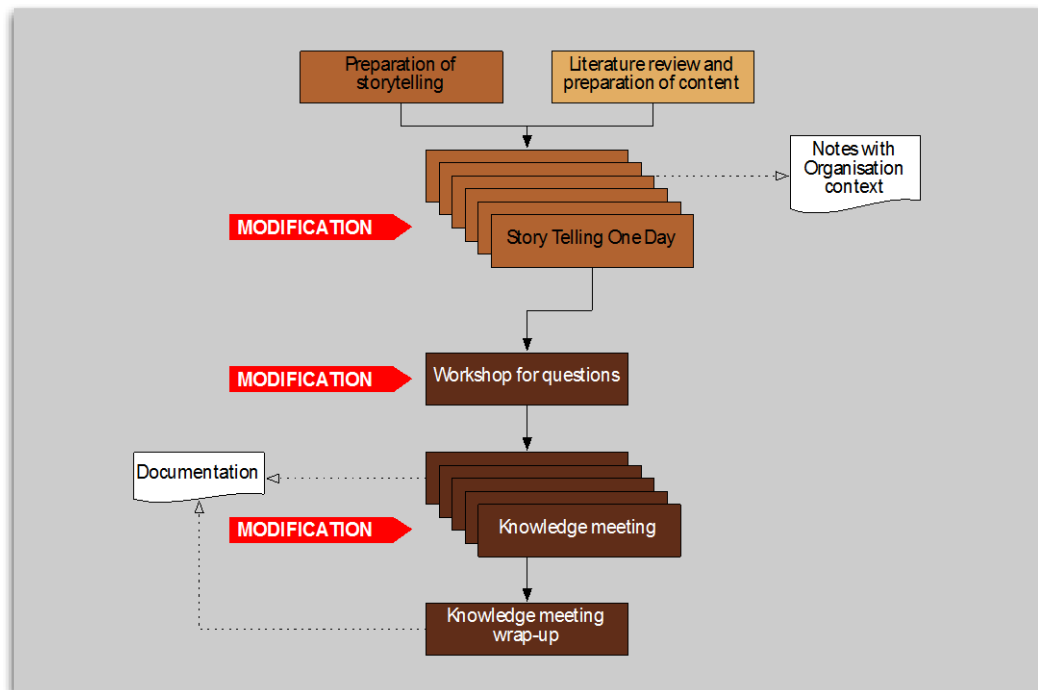 Preparation of
storytelling
Literature review and
preparation of content
Notes with
Organisation
context
MODIFICATION
Story Telling One Day
MODIFICATION
Workshop for questions
Documentation
MODIFICATION
Knowledge meeting
Knowledge meeting
wrap-up